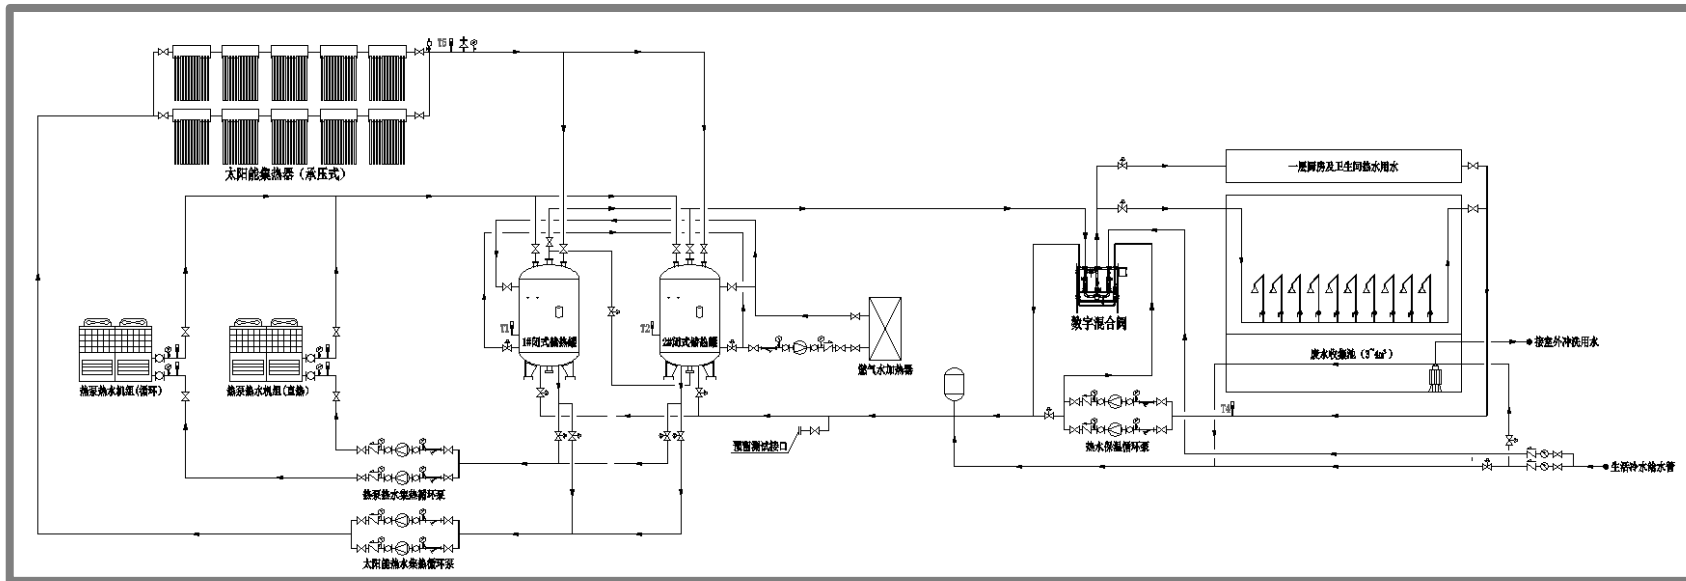 T5
太阳能集热器（承压式）
一层厨房及卫生间热水用水
数字混合阀
T1
1#闭式储热罐
T2
2#闭式储热罐
燃气水加热器
废水收集池（3~4m³）
接室外冲洗用水
热泵热水机组(循环)
热泵热水机组(直热)
T4
预留测试接口
热水保温循环泵
生活冷水给水管
热泵热水集热循环泵
太阳能热水集热循环泵